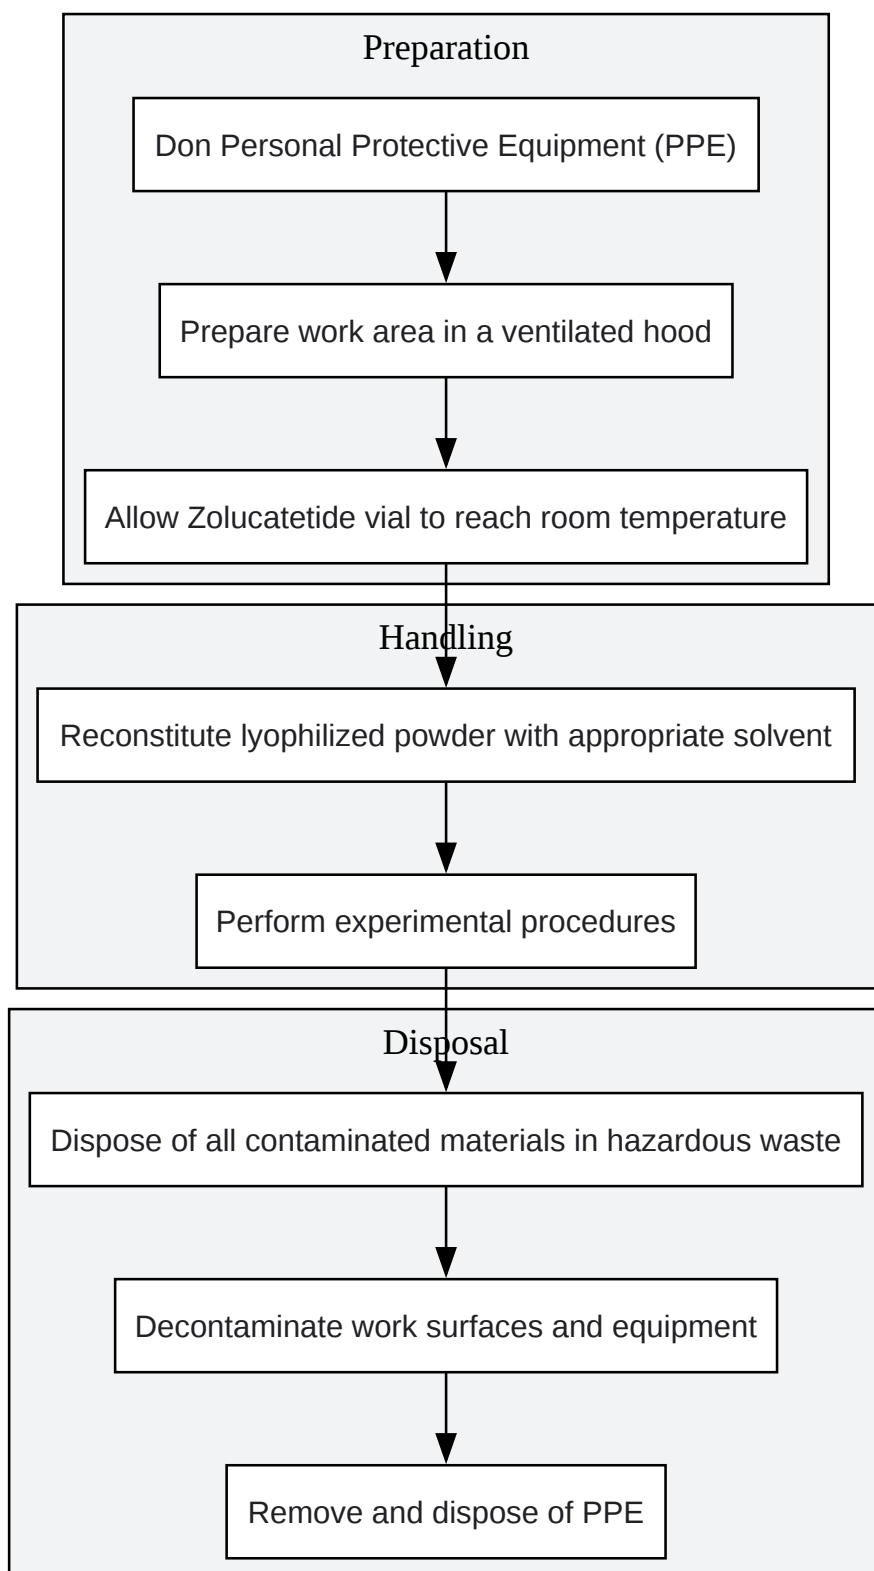 Preparation
Don Personal Protective Equipment (PPE)
Prepare work area in a ventilated hood
Allow Zolucatetide vial to reach room temperature
Handling
Reconstitute lyophilized powder with appropriate solvent
Perform experimental procedures
Disposal
Dispose of all contaminated materials in hazardous waste
Decontaminate work surfaces and equipment
Remove and dispose of PPE